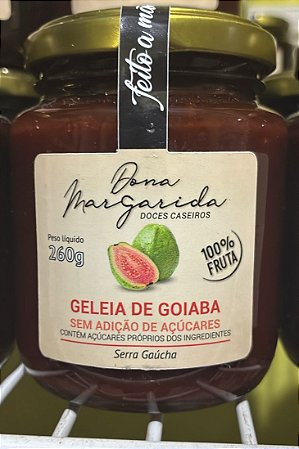 feito a mã
Dona
Margarida
DOCES CASEIROS
Peso líquido
260g
100%
FRUTA
GELEIA DE GOIABA
SEM ADIÇÃO DE AÇÚCARES
CONTÉM AÇÚCARES PRÓPRIOS DOS INGREDIENTES
Serra Gaúcha